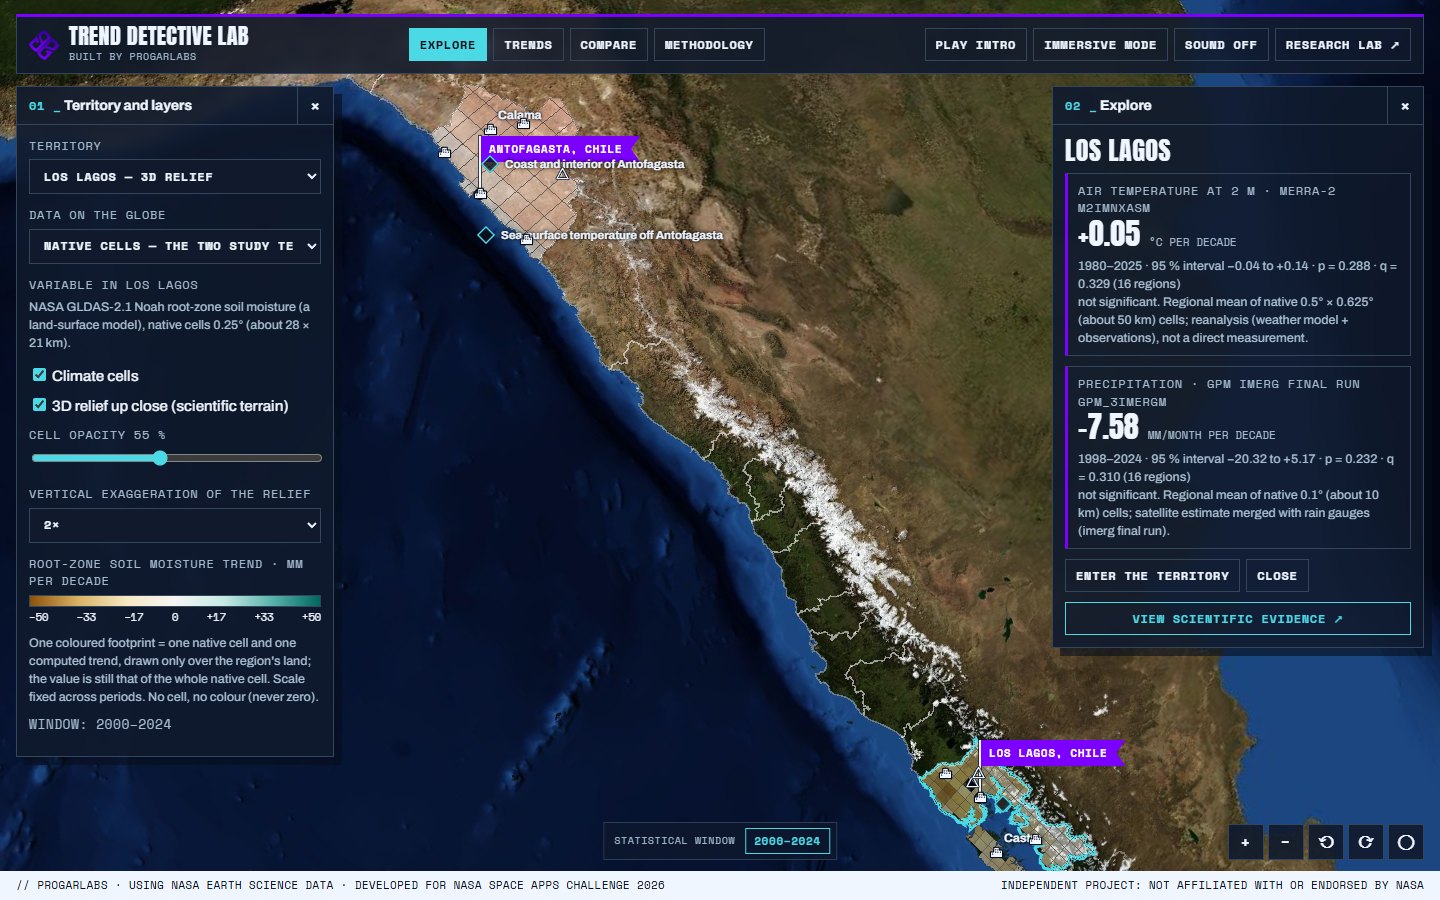 TREND DETECTIVE LAB
BUILT BY PROGARLABS
EXPLORE
TRENDS
COMPARE
METHODOLOGY
PLAY INTRO
IMMERSIVE MODE
SOUND OFF
RESEARCH LAB ↗
01 _ Territory and layers ×
TERRITORY
LOS LAGOS — 3D RELIEF
DATA ON THE GLOBE
NATIVE CELLS — THE TWO STUDY TE
VARIABLE IN LOS LAGOS
NASA GLDAS-2.1 Noah root-zone soil moisture (a
land-surface model), native cells 0.25° (about 28 ×
21 km).
Climate cells
3D relief up close (scientific terrain)
CELL OPACITY 55 %
VERTICAL EXAGGERATION OF THE RELIEF
2×
ROOT-ZONE SOIL MOISTURE TREND · MM
PER DECADE
−50 −33 −17 0 +17 +33 +50
One coloured footprint = one native cell and one
computed trend, drawn only over the region's land;
the value is still that of the whole native cell. Scale
fixed across periods. No cell, no colour (never zero).
WINDOW: 2000–2024
Calama
ANTOFAGASTA, CHILE
Coast and interior of Antofagasta
Sea surface temperature off Antofagasta
LOS LAGOS, CHILE
STATISTICAL WINDOW 2000–2024
02 _ Explore ×
LOS LAGOS
AIR TEMPERATURE AT 2 M · MERRA-2
M2IMNXASM
+0.05 °C PER DECADE
1980–2025 · 95 % interval −0.04 to +0.14 · p = 0.288 · q =
0.329 (16 regions)
not significant. Regional mean of native 0.5° × 0.625°
(about 50 km) cells; reanalysis (weather model +
observations), not a direct measurement.
PRECIPITATION · GPM IMERG FINAL RUN
GPM_3IMERGM
−7.58 MM/MONTH PER DECADE
1998–2024 · 95 % interval −20.32 to +5.17 · p = 0.232 · q
= 0.310 (16 regions)
not significant. Regional mean of native 0.1° (about 10
km) cells; satellite estimate merged with rain gauges
(imerg final run).
ENTER THE TERRITORY
CLOSE
VIEW SCIENTIFIC EVIDENCE ↗
+ −
// PROGARLABS · USING NASA EARTH SCIENCE DATA · DEVELOPED FOR NASA SPACE APPS CHALLENGE 2026
INDEPENDENT PROJECT: NOT AFFILIATED WITH OR ENDORSED BY NASA